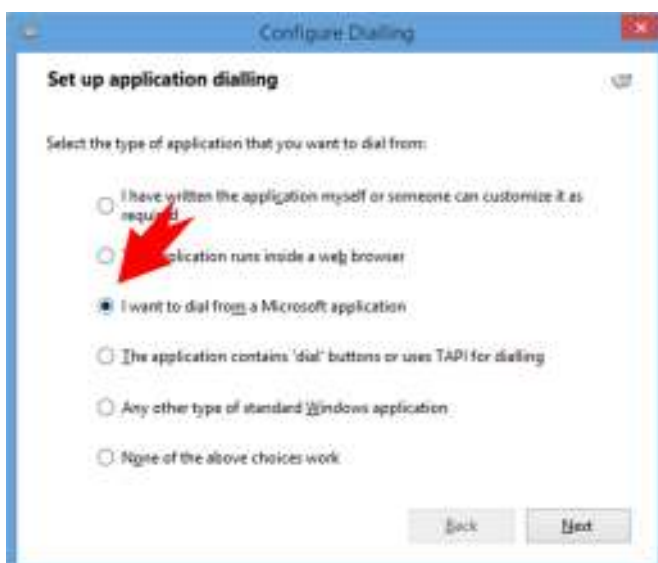 Configure Dialling
Set up application dialling
Select the type of application that you want to dial from:
I have written the application myself or someone can customize it as
application runs inside a web browser
I want to dial from a Microsoft application
The application contains 'dial' buttons or uses TAPI for dialling
Any other type of standard Windows application
None of the above choices work
Back
Next